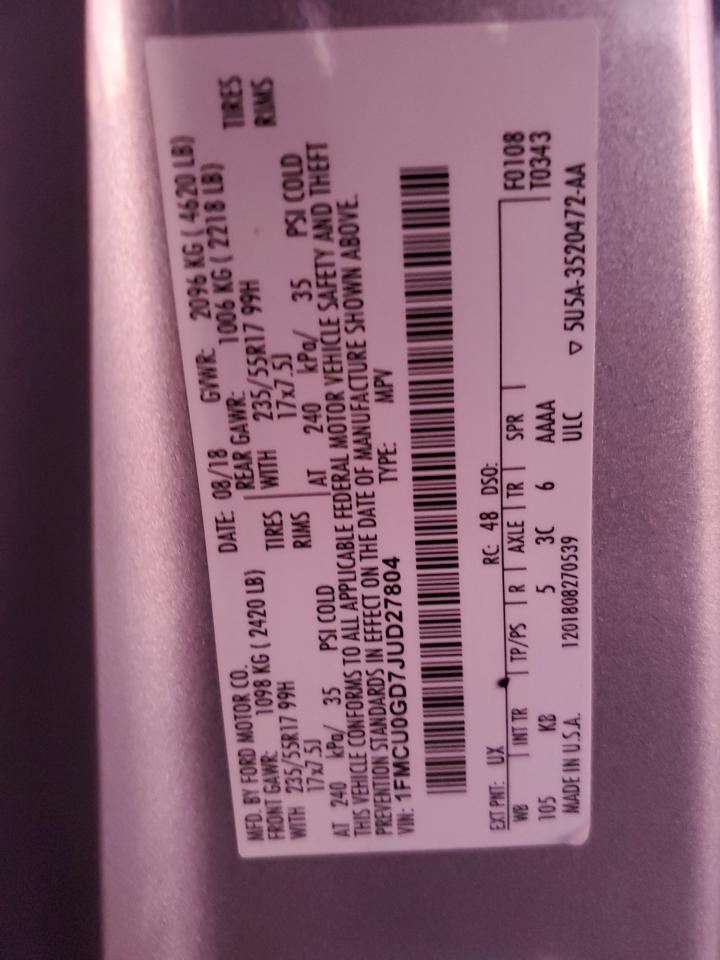 MFD. BY FORD MOTOR CO. DATE: 08/18 GVWR: 2096 KG ( 4620 LB)
FRONT GAWR: 1098 KG ( 2420 LB) REAR GAWR: 1006 KG ( 2218 LB)
WITH 235/55R17 99H TIRES WITH 235/55R17 99H TIRES
17x7.5J RIMS 17x7.5J RIMS
AT 240 kPa/ 35 PSI COLD AT 240 kPa/ 35 PSI COLD
THIS VEHICLE CONFORMS TO ALL APPLICABLE FEDERAL MOTOR VEHICLE SAFETY AND THEFT
PREVENTION STANDARDS IN EFFECT ON THE DATE OF MANUFACTURE SHOWN ABOVE.
VIN: 1FMCU0GD7JUD27804 TYPE: MPV
EXT PNT: UX RC: 48 DSO: F0108
WB INT TR TP/PS R AXLE TR SPR T0343
105 KB 5 3C 6 AAAA
MADE IN U.S.A. 1201808270539 ULC ▽ 5U5A-3520472-AA